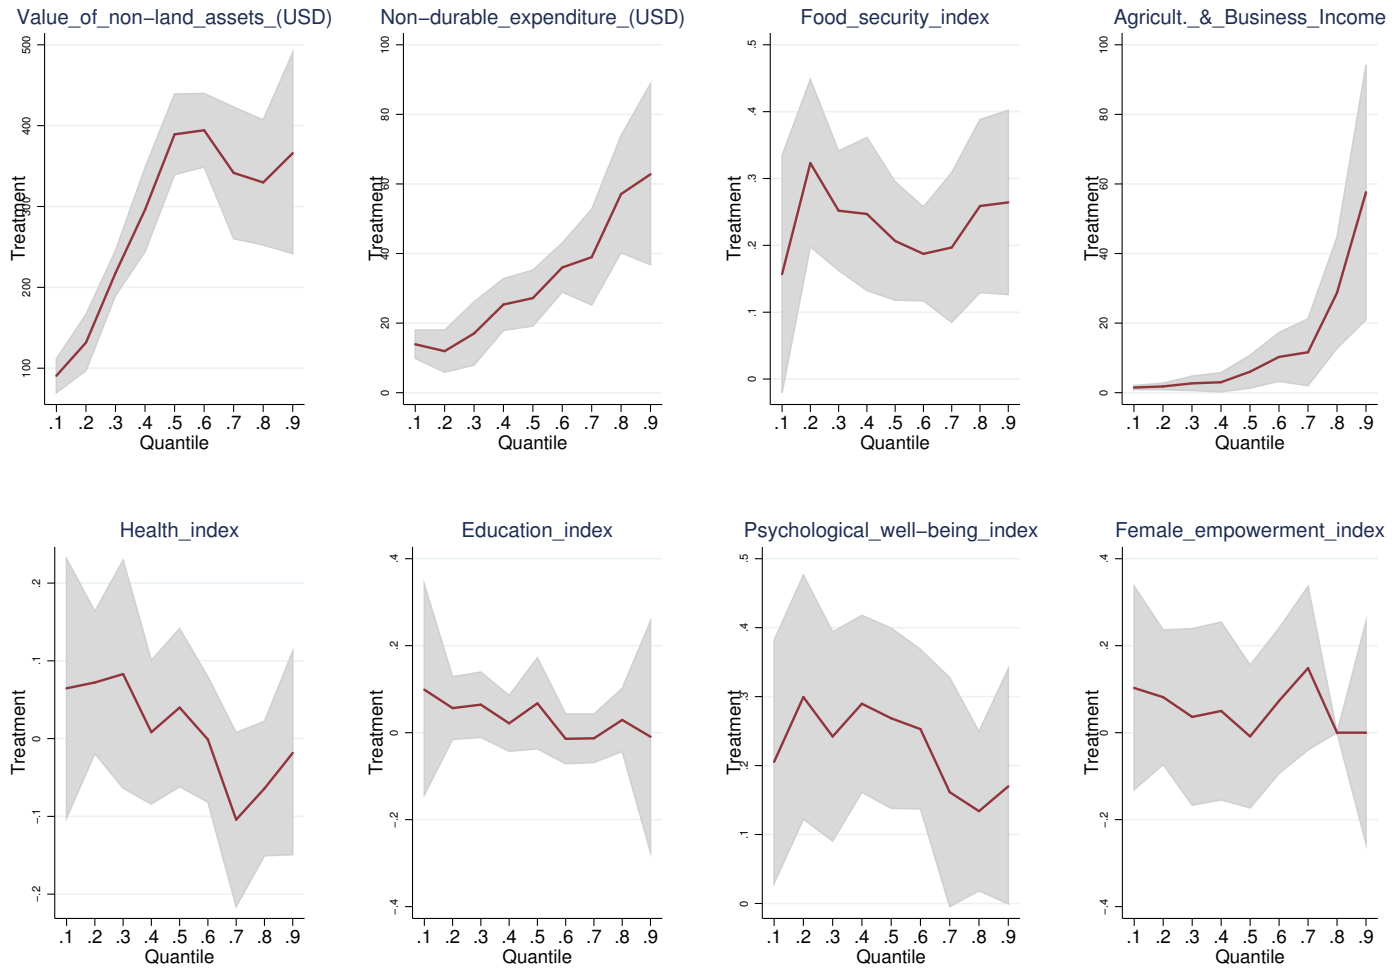 Value_of_non−land_assets_(USD)
Treatment
500
400
300
200
100
.1 .2 .3 .4 .5 .6 .7 .8 .9
Quantile
Non−durable_expenditure_(USD)
Treatment
100
80
60
40
20
0
.1 .2 .3 .4 .5 .6 .7 .8 .9
Quantile
Food_security_index
Treatment
.5
.4
.3
.2
.1
0
.1 .2 .3 .4 .5 .6 .7 .8 .9
Quantile
Agricult._&_Business_Income
Treatment
100
80
60
40
20
0
.1 .2 .3 .4 .5 .6 .7 .8 .9
Quantile
Health_index
Treatment
.2
.1
0
−.1
−.2
.1 .2 .3 .4 .5 .6 .7 .8 .9
Quantile
Education_index
Treatment
.4
.2
0
−.2
−.4
.1 .2 .3 .4 .5 .6 .7 .8 .9
Quantile
Psychological_well−being_index
Treatment
.5
.4
.3
.2
.1
0
.1 .2 .3 .4 .5 .6 .7 .8 .9
Quantile
Female_empowerment_index
Treatment
.4
.2
0
−.2
−.4
.1 .2 .3 .4 .5 .6 .7 .8 .9
Quantile